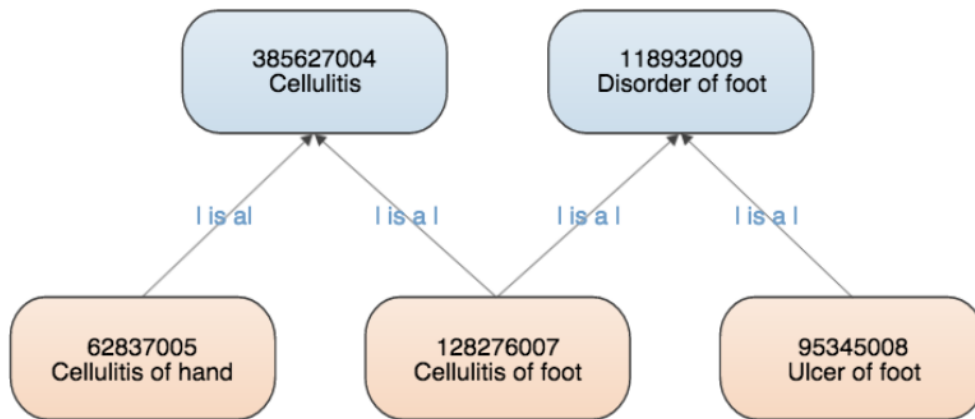 385627004
Cellulitis
118932009
Disorder of foot
| is a|
| is a |
| is a |
| is a |
62837005
Cellulitis of hand
128276007
Cellulitis of foot
95345008
Ulcer of foot